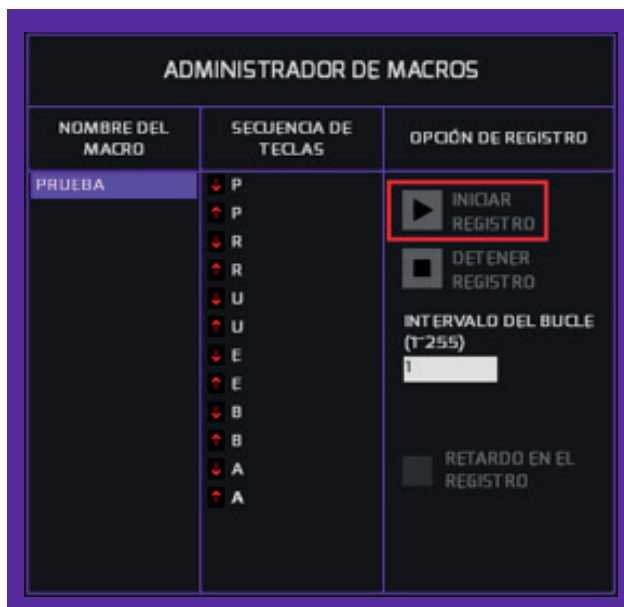 ADMINISTRADOR DE MACROS
NOMBRE DEL
MACRO
SECUENCIA DE
TECLAS
OPCIÓN DE REGISTRO
PRUEBA
P
P
R
R
U
U
E
E
B
B
A
A
INICIAR
REGISTRO
DETENER
REGISTRO
INTERVALO DEL BUCLE
(1~255)
1
RETARDO EN EL
REGISTRO